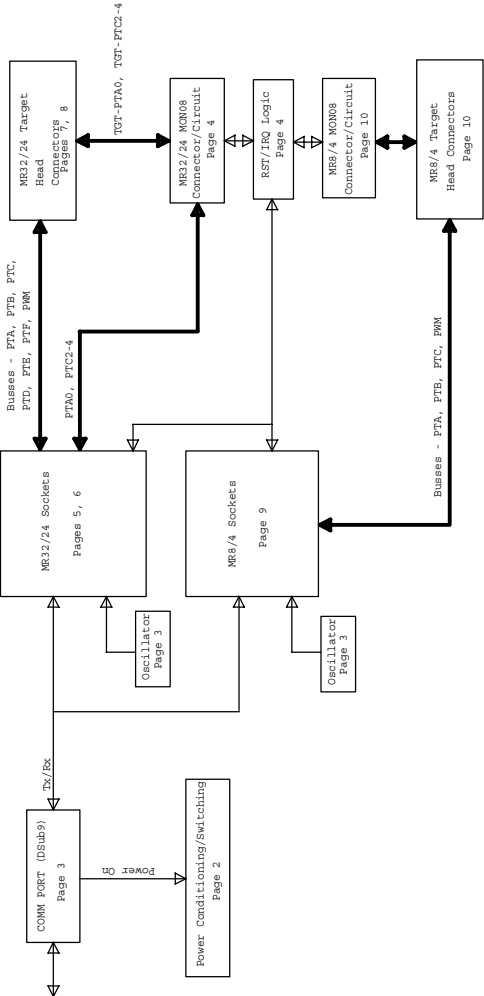 COMM PORT (DSub9)
Page 3
Tx/Rx
Power On
Power Conditioning/Switching
Page 2
Oscillator
Page 3
Oscillator
Page 3
MR32/24 Sockets
Pages 5, 6
MR8/4 Sockets
Page 9
Busses - PTA, PTB, PTC,
PTD, PTE, PTF, PWM
PTA0, PTC2-4
Busses - PTA, PTB, PTC, PWM
MR32/24 Target
Head
Connectors
Pages 7, 8
TGT-PTA0, TGT-PTC2-4
MR32/24 MON08
Connector/Circuit
Page 4
RST/IRQ Logic
Page 4
MR8/4 MON08
Connector/Circuit
Page 10
MR8/4 Target
Head Connectors
Page 10